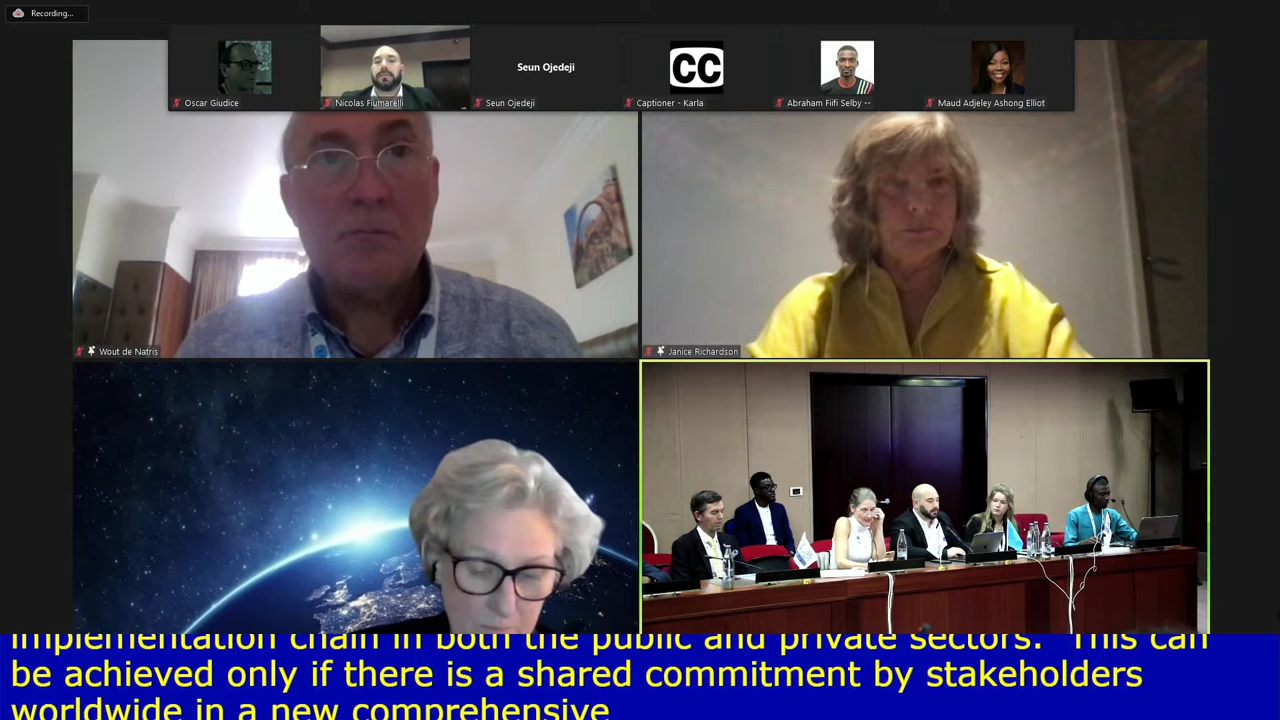 Recording...
Seun Ojedeji
CC
Oscar Giudice
Nicolas Fiumarelli
Seun Ojedeji
Captioner - Karla
Abraham Fiifi Selby --
Maud Adjeley Ashong Elliot
Wout de Natris
Janice Richardson
implementation chain in both the public and private sectors. This can
be achieved only if there is a shared commitment by stakeholders
worldwide in a new comprehensive